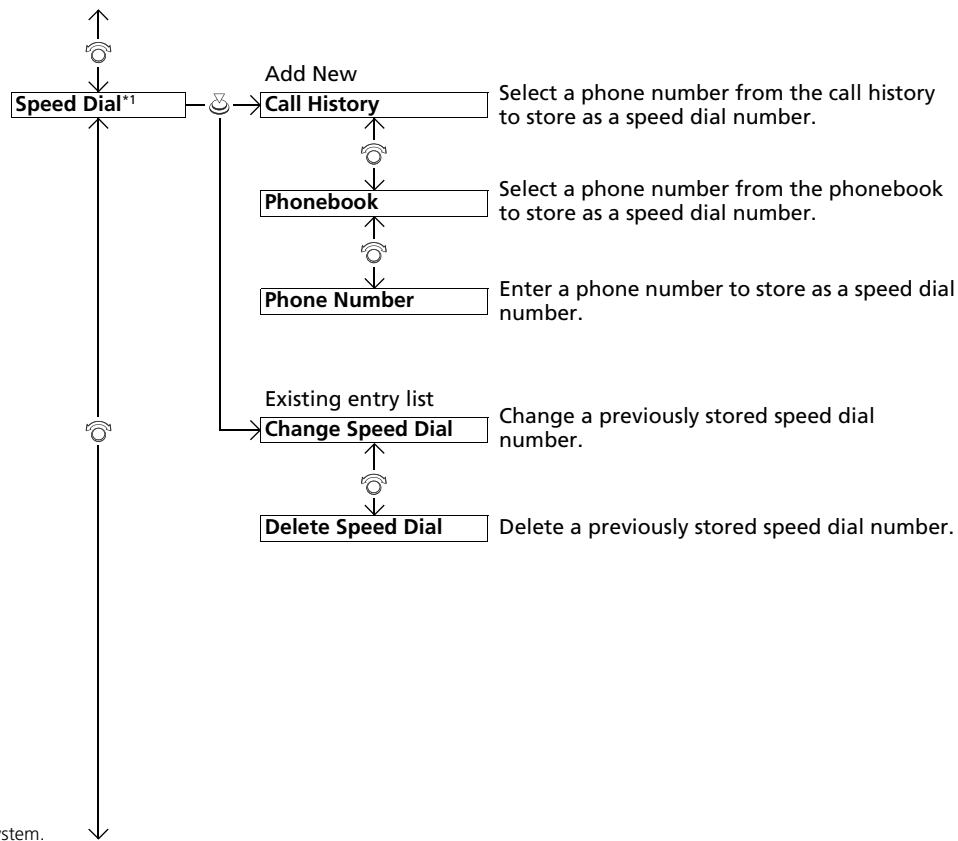 Add New
Speed Dial*1
Call History
Select a phone number from the call history
to store as a speed dial number.
Phonebook
Select a phone number from the phonebook
to store as a speed dial number.
Phone Number
Enter a phone number to store as a speed dial
number.
Existing entry list
Change Speed Dial
Change a previously stored speed dial
number.
Delete Speed Dial
Delete a previously stored speed dial number.
ystem.